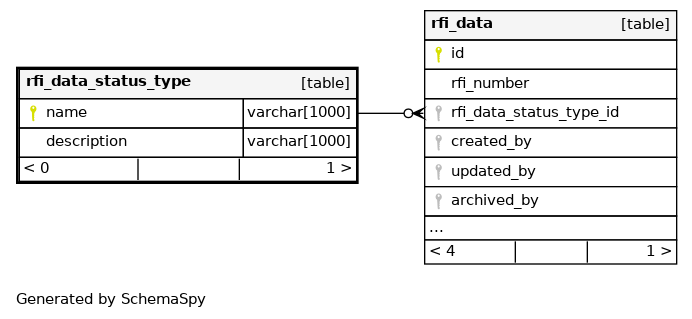 rfi_data_status_type [table]
name varchar[1000]
description varchar[1000]
< 0 1 >
rfi_data [table]
id
rfi_number
rfi_data_status_type_id
created_by
updated_by
archived_by
...
< 4 1 >
Generated by SchemaSpy